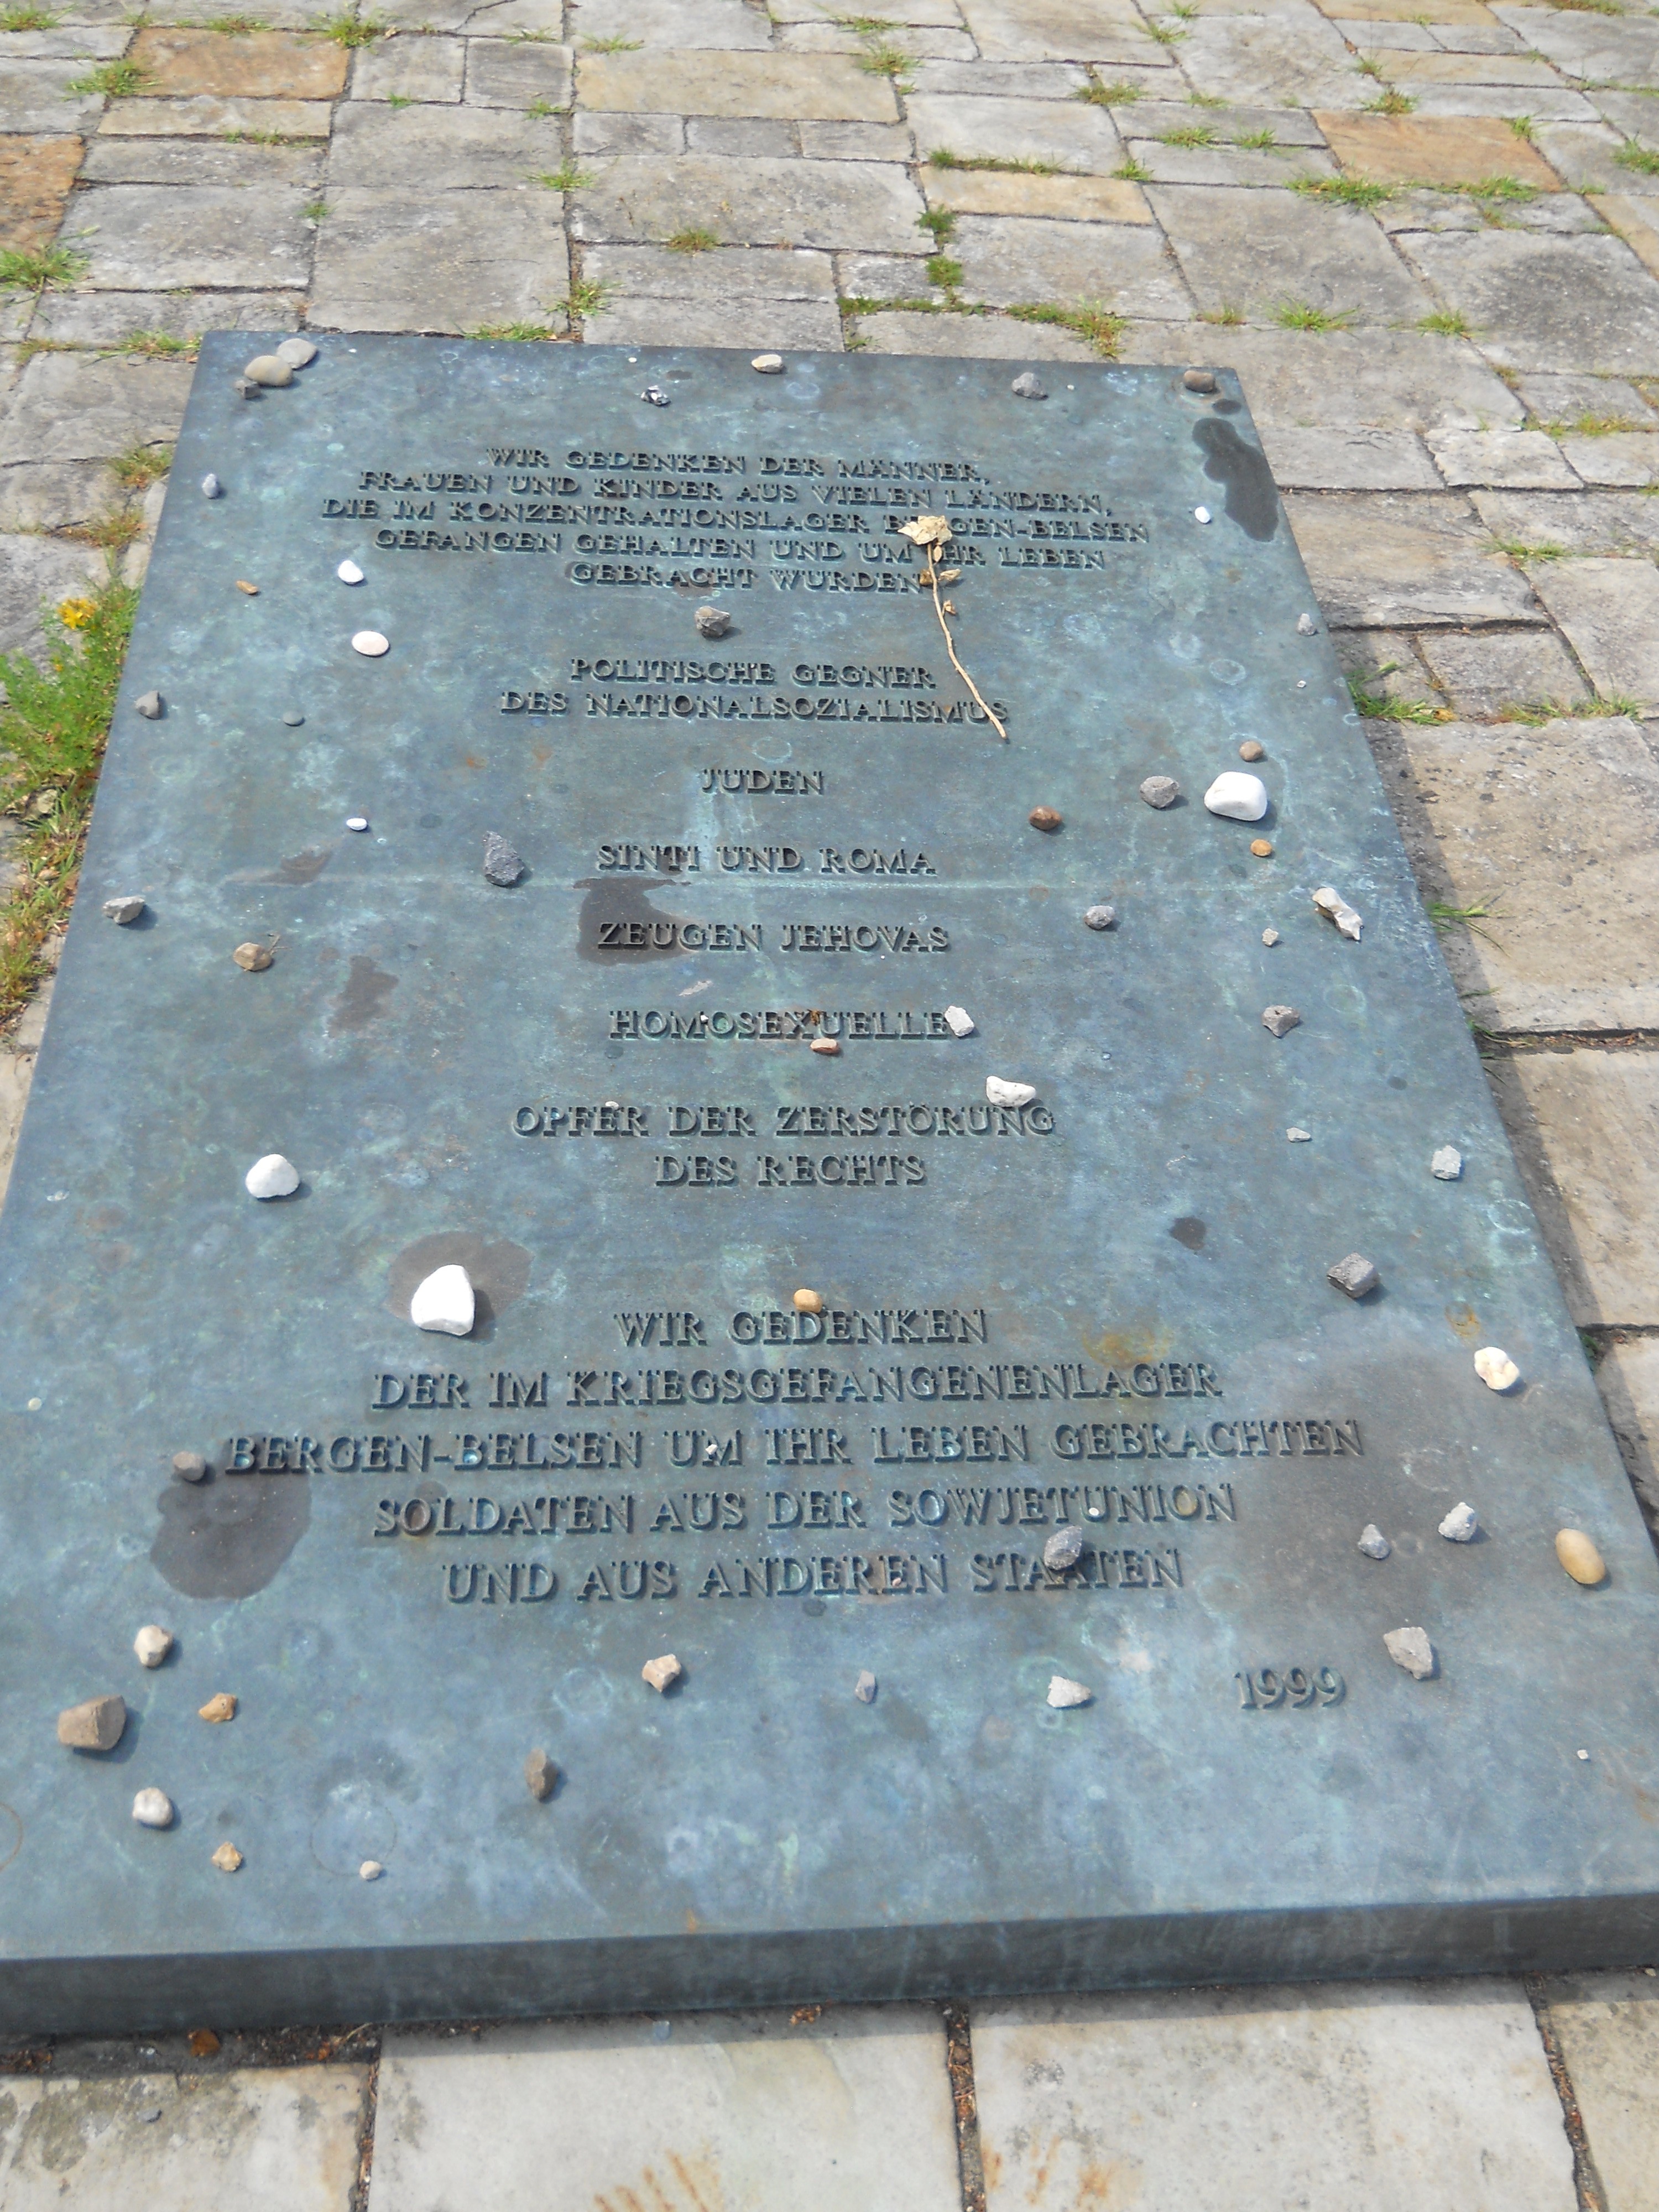 WIR GEDENKEN DER MÄNNER,
FRAUEN UND KINDER AUS VIELEN LÄNDERN,
DIE IM KONZENTRATIONSLAGER BERGEN-BELSEN
GEFANGEN GEHALTEN UND UM IHR LEBEN
GEBRACHT WURDEN
POLITISCHE GEGNER
DES NATIONALSOZIALISMUS
JUDEN
SINTI UND ROMA
ZEUGEN JEHOVAS
HOMOSEXUELLE
OPFER DER ZERSTÖRUNG
DES RECHTS
WIR GEDENKEN
DER IM KRIEGSGEFANGENENLAGER
BERGEN-BELSEN UM IHR LEBEN GEBRACHTEN
SOLDATEN AUS DER SOWJETUNION
UND AUS ANDEREN STAATEN
1999